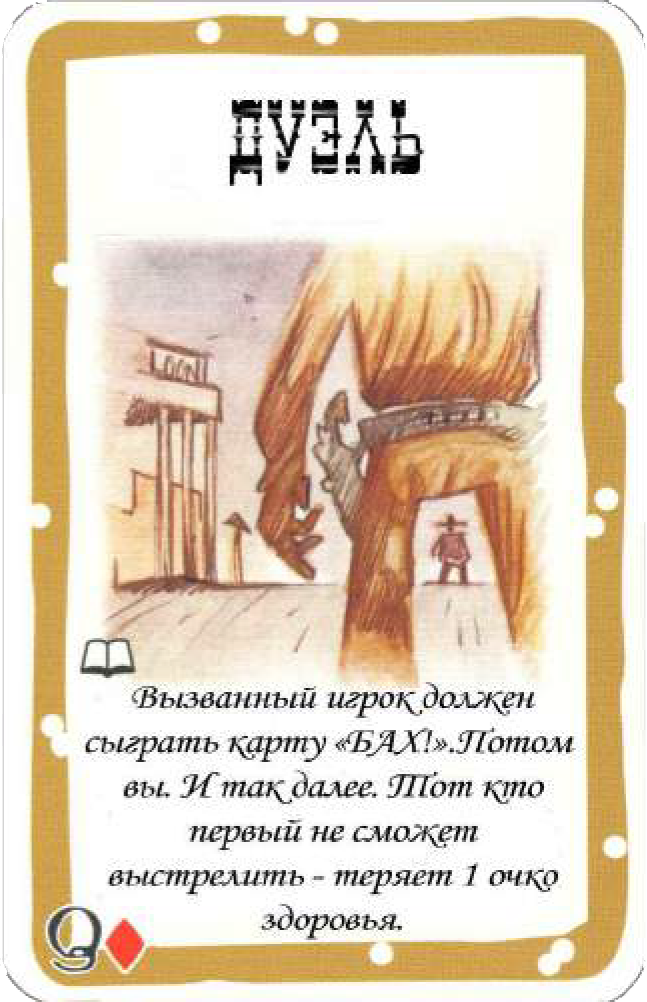 ДУЭЛЬ
LOON
Вызванный игрок должен
сыграть карту «БАХ!».Потом
вы. И так далее. Тот кто
первый не сможет
выстрелить - теряет 1 очко
здоровья.
Q